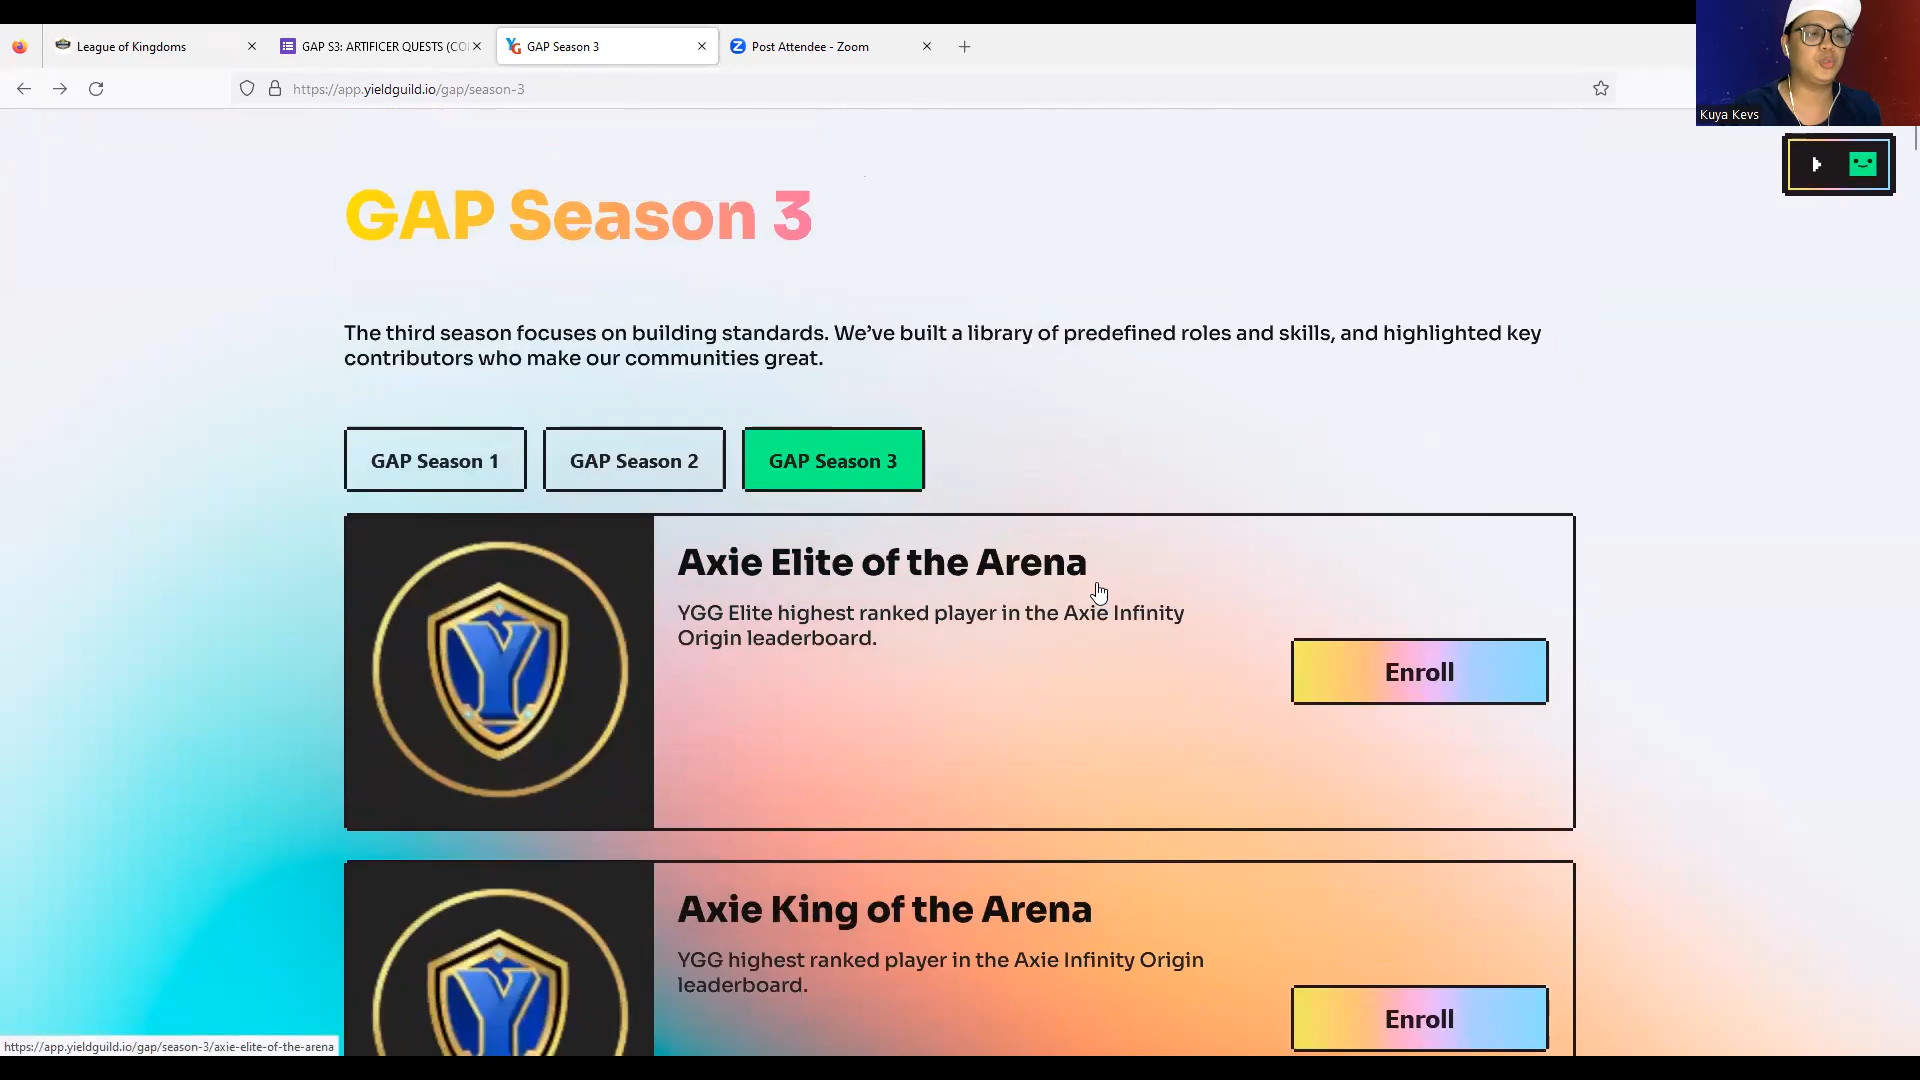 League of Kingdoms
GAP S3: ARTIFICER QUESTS (CO
GAP Season 3
Post Attendee - Zoom
https://app.yieldguild.io/gap/season-3
Kuya Kevs
GAP Season 3
The third season focuses on building standards. We've built a library of predefined roles and skills, and highlighted key
contributors who make our communities great.
GAP Season 1
GAP Season 2
GAP Season 3
Axie Elite of the Arena
YGG Elite highest ranked player in the Axie Infinity
Origin leaderboard.
Enroll
Axie King of the Arena
YGG highest ranked player in the Axie Infinity Origin
leaderboard.
Enroll
https://app.yieldguild.io/gap/season-3/axie-elite-of-the-arena